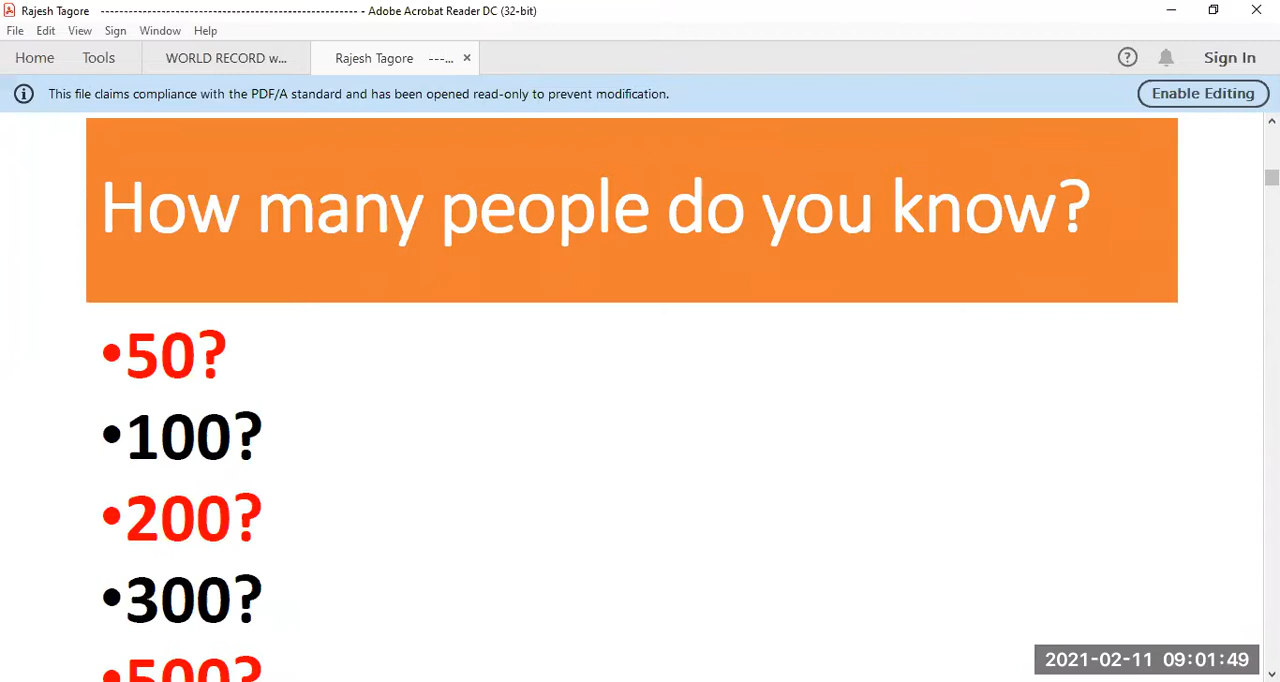 Rajesh Tagore -------------------------------------------------- - Adobe Acrobat Reader DC (32-bit)
File Edit View Sign Window Help
Home Tools WORLD RECORD w... Rajesh Tagore ---... × Sign In
This file claims compliance with the PDF/A standard and has been opened read-only to prevent modification. Enable Editing
How many people do you know?
•50?
•100?
•200?
•300?
•500?
2021-02-11 09:01:49